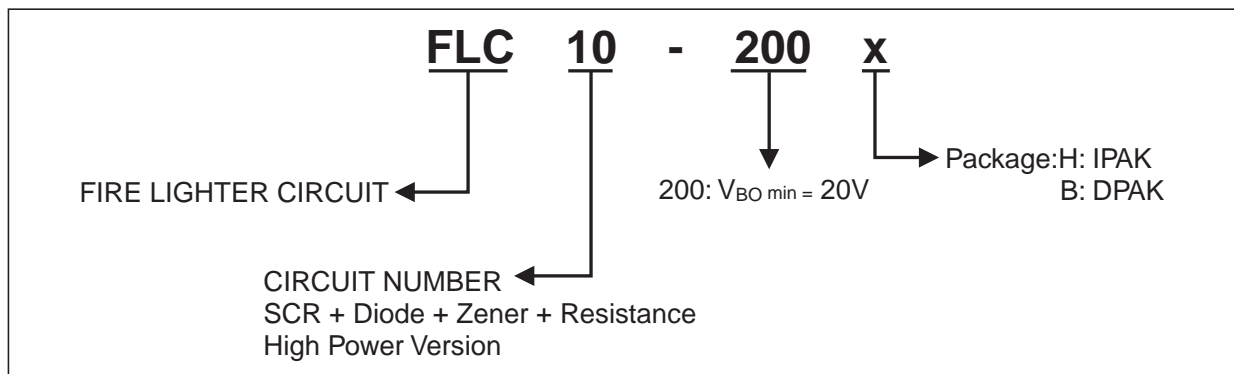 FLC 10 - 200 x
Package:H: IPAK
B: DPAK
FIRE LIGHTER CIRCUIT
200: VBO min = 20V
CIRCUIT NUMBER
SCR + Diode + Zener + Resistance
High Power Version